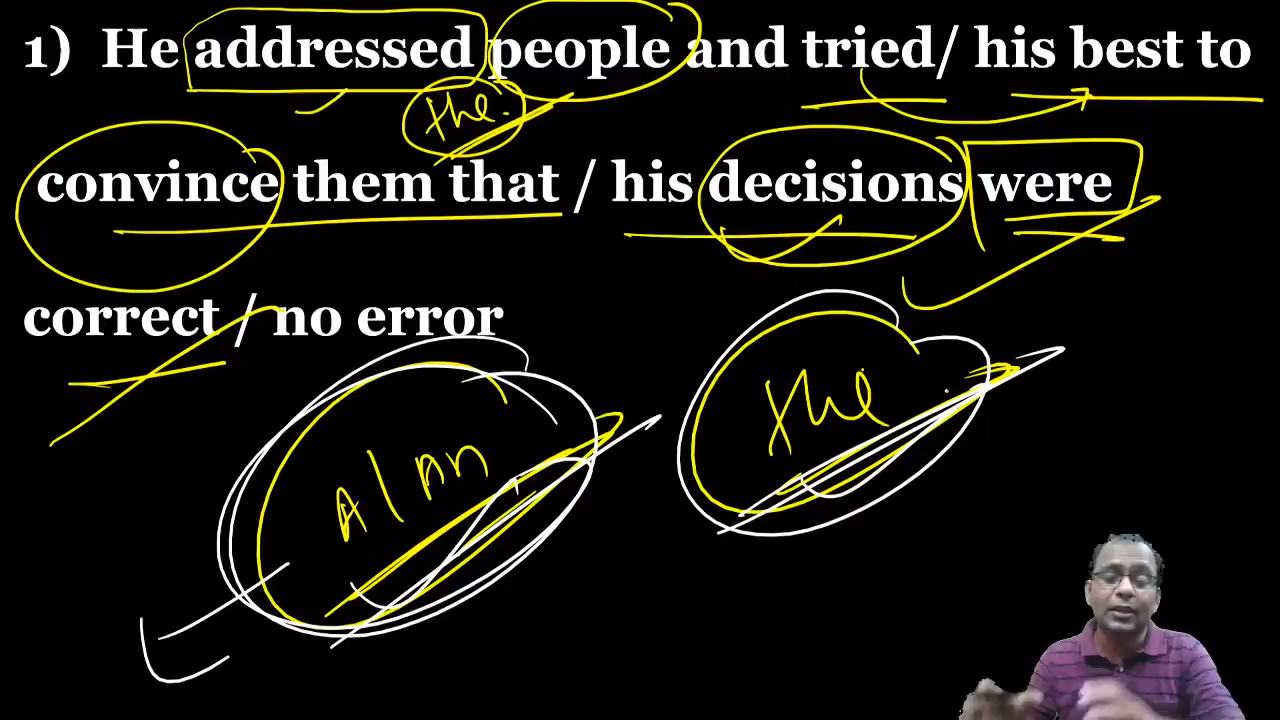 1) He addressed people and tried/ his best to
the.
convince them that / his decisions were
correct / no error
A/An
the